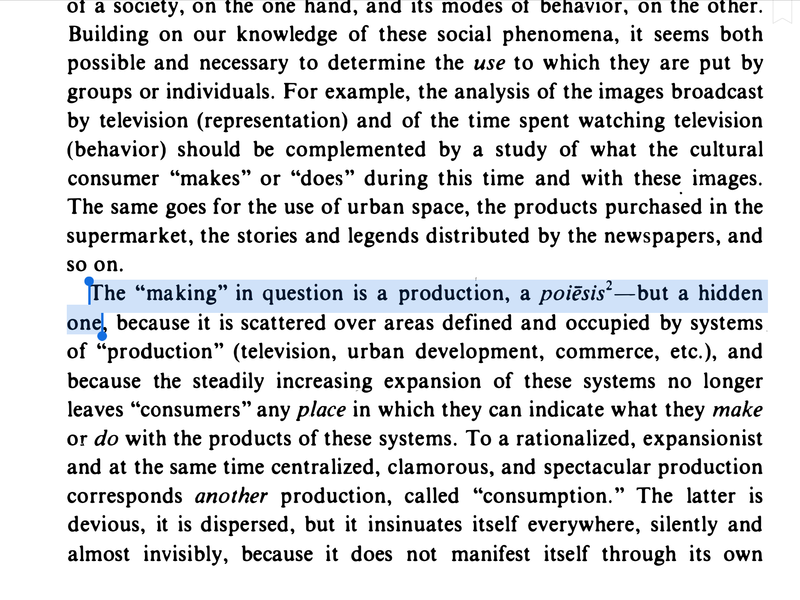 of a society, on the one hand, and its modes of behavior, on the other.
Building on our knowledge of these social phenomena, it seems both
possible and necessary to determine the use to which they are put by
groups or individuals. For example, the analysis of the images broadcast
by television (representation) and of the time spent watching television
(behavior) should be complemented by a study of what the cultural
consumer “makes” or “does” during this time and with these images.
The same goes for the use of urban space, the products purchased in the
supermarket, the stories and legends distributed by the newspapers, and
so on.
The “making” in question is a production, a poiēsis²—but a hidden
one, because it is scattered over areas defined and occupied by systems
of “production” (television, urban development, commerce, etc.), and
because the steadily increasing expansion of these systems no longer
leaves “consumers” any place in which they can indicate what they make
or do with the products of these systems. To a rationalized, expansionist
and at the same time centralized, clamorous, and spectacular production
corresponds another production, called “consumption.” The latter is
devious, it is dispersed, but it insinuates itself everywhere, silently and
almost invisibly, because it does not manifest itself through its own